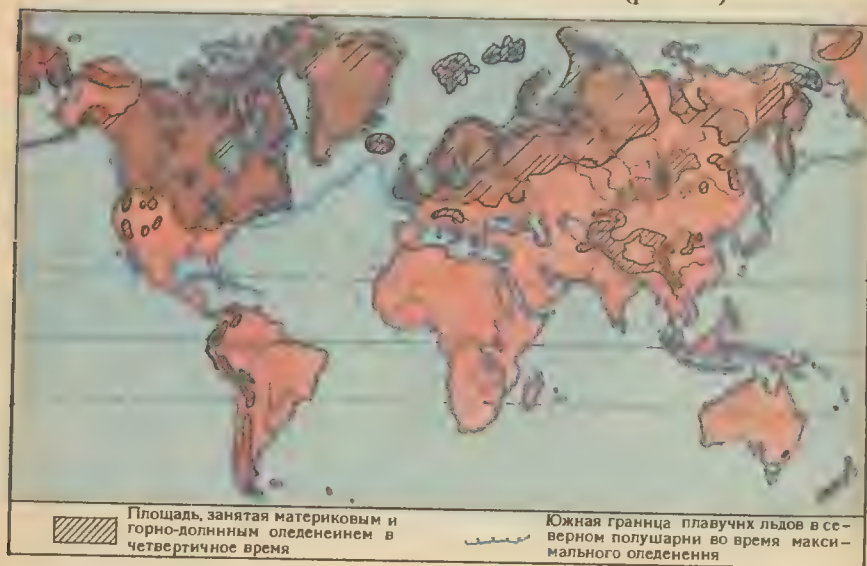 Площадь, занятая материковым и
горно-долинным оледенением в
четвертичное время
Южная граница плавучих льдов в се-
верном полушарии во время макси-
мального оледенения